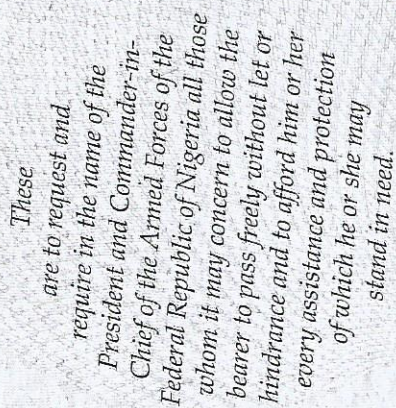 These
are to request and
require in the name of the
President and Commander-in-
Chief of the Armed Forces of the
Federal Republic of Nigeria all those
whom it may concern to allow the
bearer to pass freely without let or
hindrance and to afford him or her
every assistance and protection
of which he or she may
stand in need.